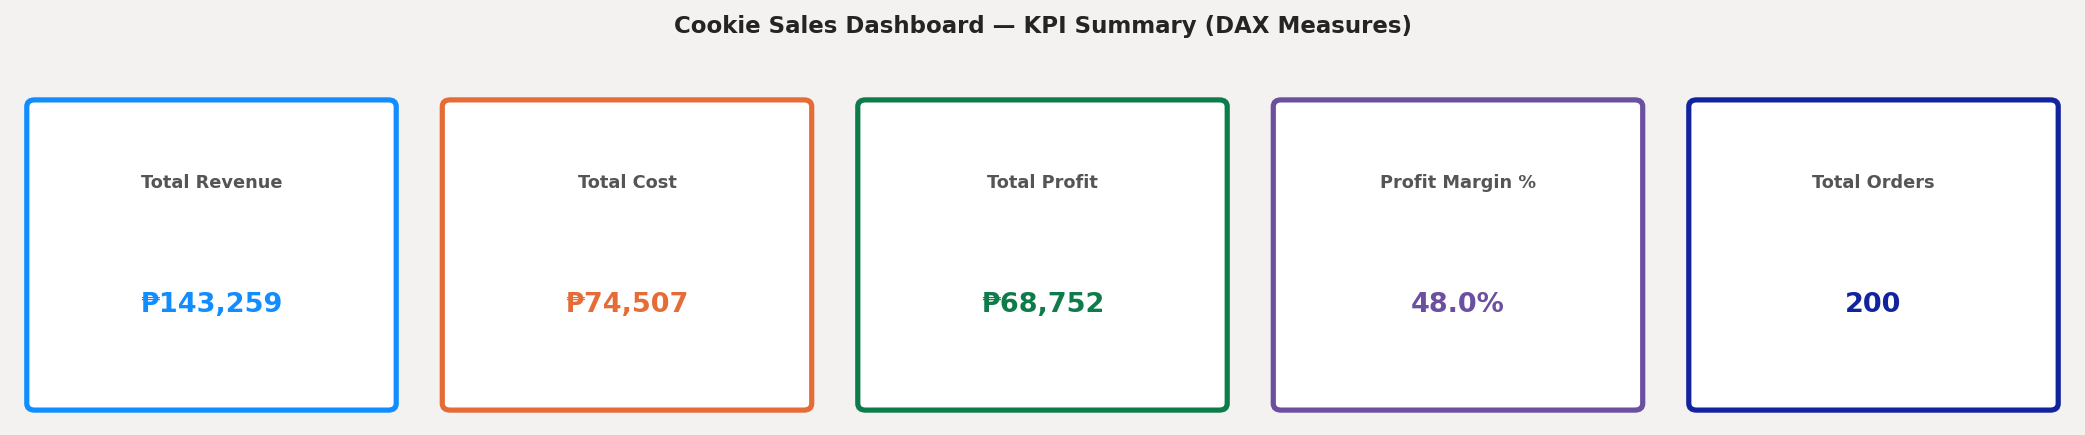 Cookie Sales Dashboard — KPI Summary (DAX Measures)
Total Revenue
₱143,259
Total Cost
₱74,507
Total Profit
₱68,752
Profit Margin %
48.0%
Total Orders
200